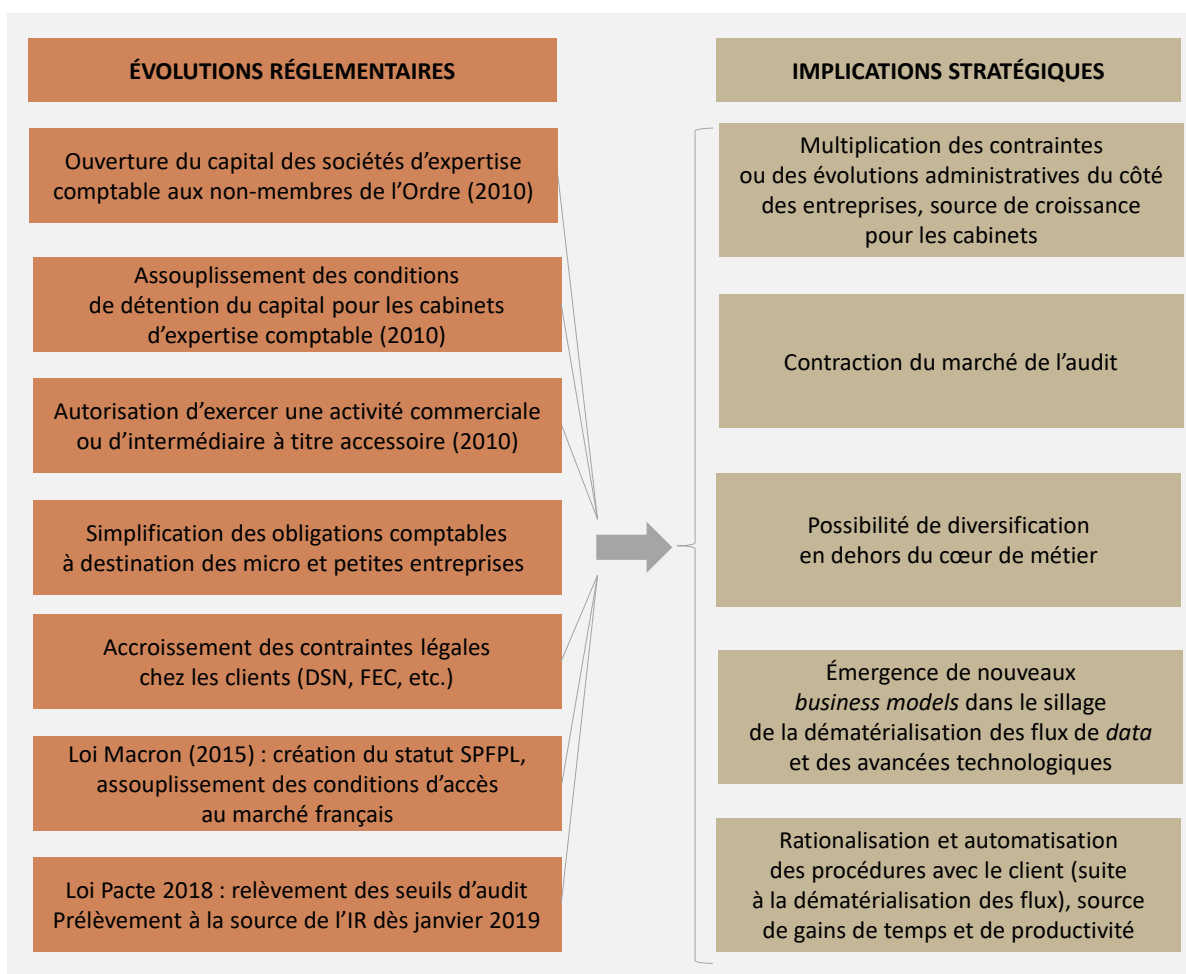 ÉVOLUTIONS RÉGLEMENTAIRES
Ouverture du capital des sociétés d’expertise
comptable aux non-membres de l’Ordre (2010)
Assouplissement des conditions
de détention du capital pour les cabinets
d’expertise comptable (2010)
Autorisation d’exercer une activité commerciale
ou d’intermédiaire à titre accessoire (2010)
Simplification des obligations comptables
à destination des micro et petites entreprises
Accroissement des contraintes légales
chez les clients (DSN, FEC, etc.)
Loi Macron (2015) : création du statut SPFPL,
assouplissement des conditions d’accès
au marché français
Loi Pacte 2018 : relèvement des seuils d’audit
Prélèvement à la source de l’IR dès janvier 2019
IMPLICATIONS STRATÉGIQUES
Multiplication des contraintes
ou des évolutions administratives du côté
des entreprises, source de croissance
pour les cabinets
Contraction du marché de l’audit
Possibilité de diversification
en dehors du cœur de métier
Émergence de nouveaux
business models dans le sillage
de la dématérialisation des flux de data
et des avancées technologiques
Rationalisation et automatisation
des procédures avec le client (suite
à la dématérialisation des flux), source
de gains de temps et de productivité